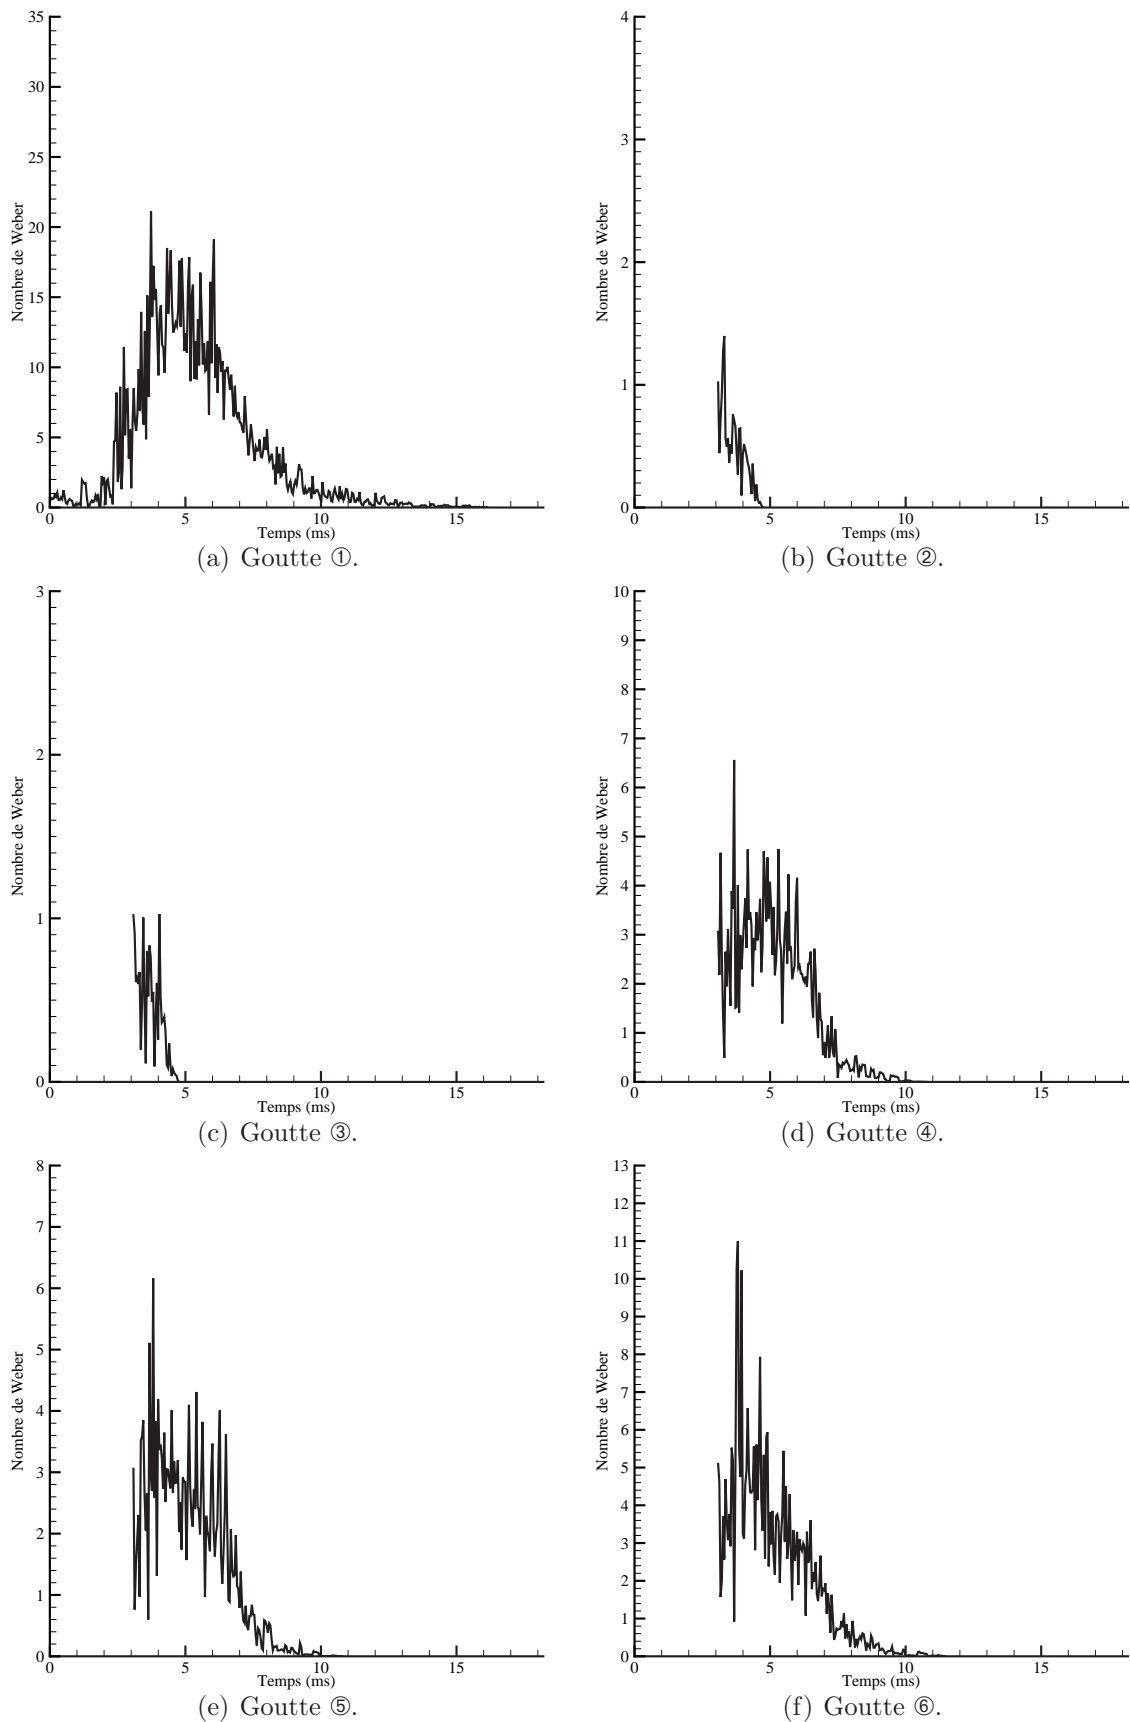 35
30
25
20
15
10
5
0
Nombre de Weber
0 5 10 15
Temps (ms)
(a) Goutte ①.
4
3
2
1
0
Nombre de Weber
0 5 10 15
Temps (ms)
(b) Goutte ②.
3
2
1
0
Nombre de Weber
0 5 10 15
Temps (ms)
(c) Goutte ③.
10
9
8
7
6
5
4
3
2
1
0
Nombre de Weber
0 5 10 15
Temps (ms)
(d) Goutte ④.
8
7
6
5
4
3
2
1
0
Nombre de Weber
0 5 10 15
Temps (ms)
(e) Goutte ⑤.
13
12
11
10
9
8
7
6
5
4
3
2
1
0
Nombre de Weber
0 5 10 15
Temps (ms)
(f) Goutte ⑥.